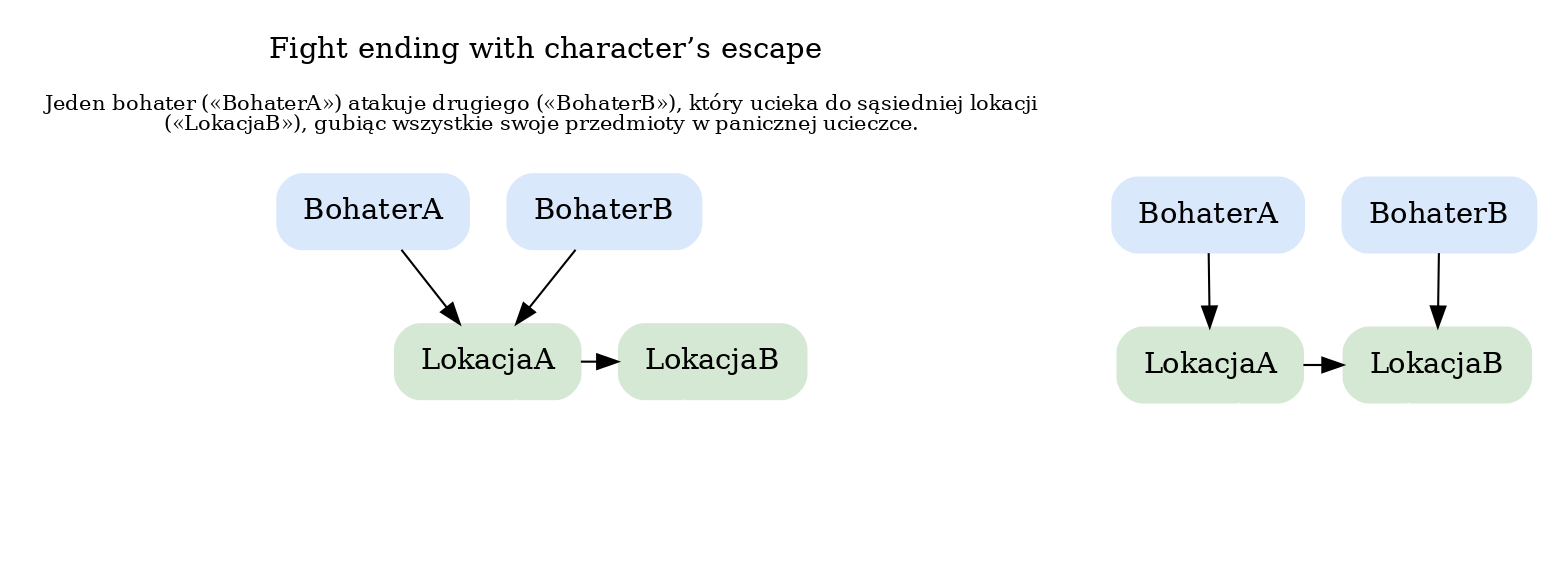 Fight ending with character’s escape
Jeden bohater («BohaterA») atakuje drugiego («BohaterB»), który ucieka do sąsiedniej lokacji
(«LokacjaB»), gubiąc wszystkie swoje przedmioty w panicznej ucieczce.
BohaterA
BohaterB
LokacjaA
LokacjaB
BohaterA
BohaterB
LokacjaA
LokacjaB